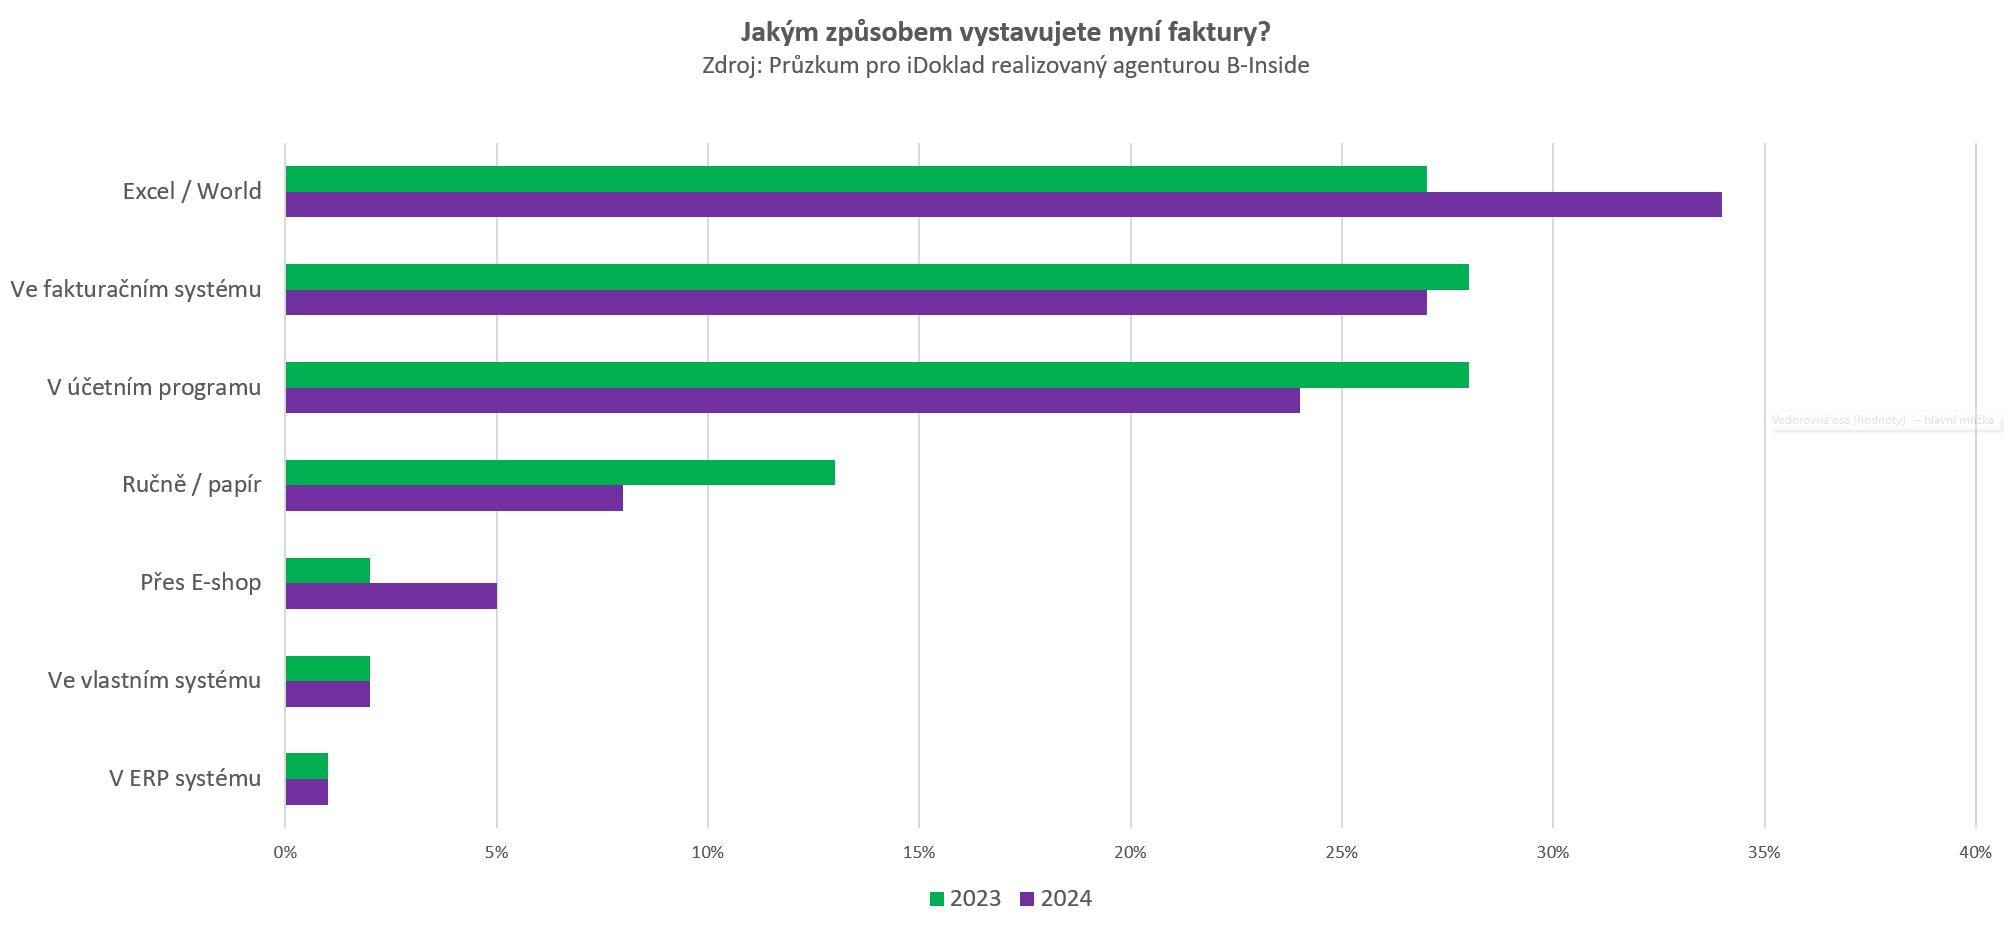 Jakým způsobem vystavujete nyní faktury?
Zdroj: Průzkum pro iDoklad realizovaný agenturou B-Inside
Excel / World
Ve fakturačním systému
V účetním programu
Vodorovná osa (hodnoty) – hlavní mřížka
Ručně / papír
Přes E-shop
Ve vlastním systému
V ERP systému
0% 5% 10% 15% 20% 25% 30% 35% 40%
2023 2024